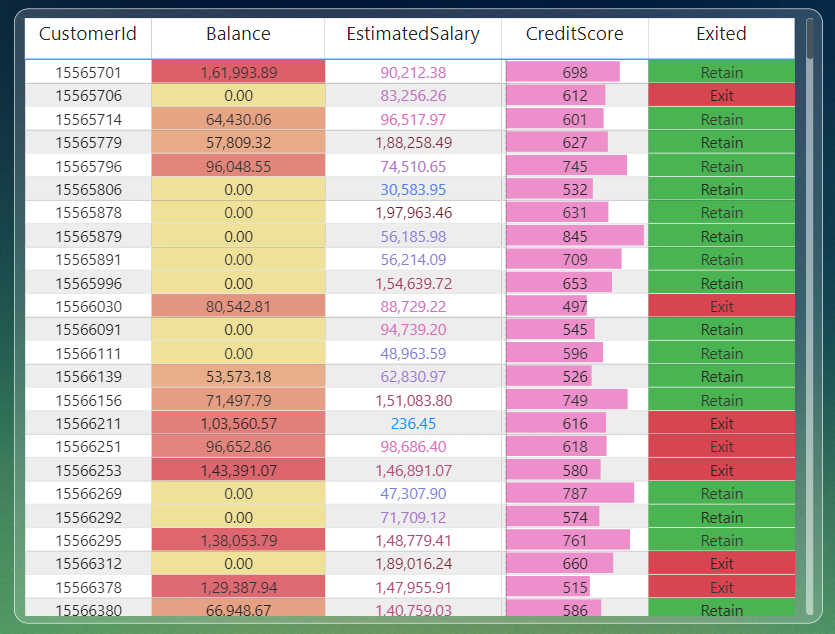 CustomerId Balance EstimatedSalary CreditScore Exited
15565701 1,61,993.89 90,212.38 698 Retain
15565706 0.00 83,256.26 612 Exit
15565714 64,430.06 96,517.97 601 Retain
15565779 57,809.32 1,88,258.49 627 Retain
15565796 96,048.55 74,510.65 745 Retain
15565806 0.00 30,583.95 532 Retain
15565878 0.00 1,97,963.46 631 Retain
15565879 0.00 56,185.98 845 Retain
15565891 0.00 56,214.09 709 Retain
15565996 0.00 1,54,639.72 653 Retain
15566030 80,542.81 88,729.22 497 Exit
15566091 0.00 94,739.20 545 Retain
15566111 0.00 48,963.59 596 Retain
15566139 53,573.18 62,830.97 526 Retain
15566156 71,497.79 1,51,083.80 749 Retain
15566211 1,03,560.57 236.45 616 Exit
15566251 96,652.86 98,686.40 618 Exit
15566253 1,43,391.07 1,46,891.07 580 Exit
15566269 0.00 47,307.90 787 Retain
15566292 0.00 71,709.12 574 Retain
15566295 1,38,053.79 1,48,779.41 761 Retain
15566312 0.00 1,89,016.24 660 Exit
15566378 1,29,387.94 1,47,955.91 515 Exit
15566380 66,948.67 1,40,759.03 586 Retain